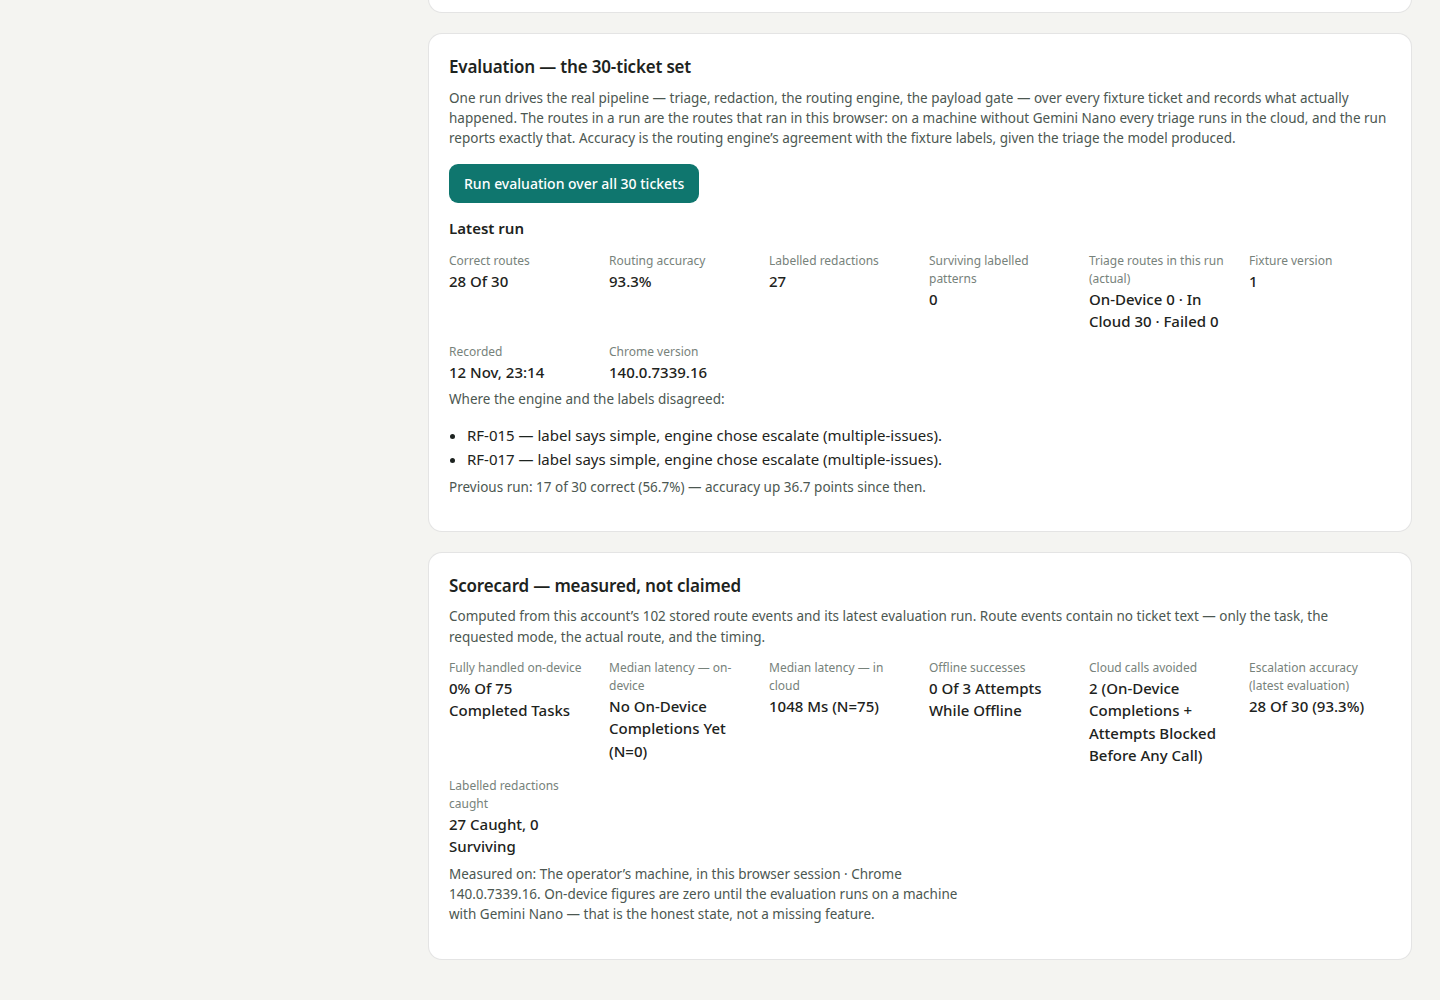 Evaluation — the 30-ticket set
One run drives the real pipeline — triage, redaction, the routing engine, the payload gate — over every fixture ticket and records what actually
happened. The routes in a run are the routes that ran in this browser: on a machine without Gemini Nano every triage runs in the cloud, and the run
reports exactly that. Accuracy is the routing engine’s agreement with the fixture labels, given the triage the model produced.
Run evaluation over all 30 tickets
Latest run
Correct routes
28 Of 30
Routing accuracy
93.3%
Labelled redactions
27
Surviving labelled
patterns
0
Triage routes in this run
(actual)
On-Device 0 · In
Cloud 30 · Failed 0
Fixture version
1
Recorded
12 Nov, 23:14
Chrome version
140.0.7339.16
Where the engine and the labels disagreed:
• RF-015 — label says simple, engine chose escalate (multiple-issues).
• RF-017 — label says simple, engine chose escalate (multiple-issues).
Previous run: 17 of 30 correct (56.7%) — accuracy up 36.7 points since then.
Scorecard — measured, not claimed
Computed from this account’s 102 stored route events and its latest evaluation run. Route events contain no ticket text — only the task, the
requested mode, the actual route, and the timing.
Fully handled on-device
0% Of 75
Completed Tasks
Median latency — on-
device
No On-Device
Completions Yet
(N=0)
Median latency — in
cloud
1048 Ms (N=75)
Offline successes
0 Of 3 Attempts
While Offline
Cloud calls avoided
2 (On-Device
Completions +
Attempts Blocked
Before Any Call)
Escalation accuracy
(latest evaluation)
28 Of 30 (93.3%)
Labelled redactions
caught
27 Caught, 0
Surviving
Measured on: The operator’s machine, in this browser session · Chrome
140.0.7339.16. On-device figures are zero until the evaluation runs on a machine
with Gemini Nano — that is the honest state, not a missing feature.